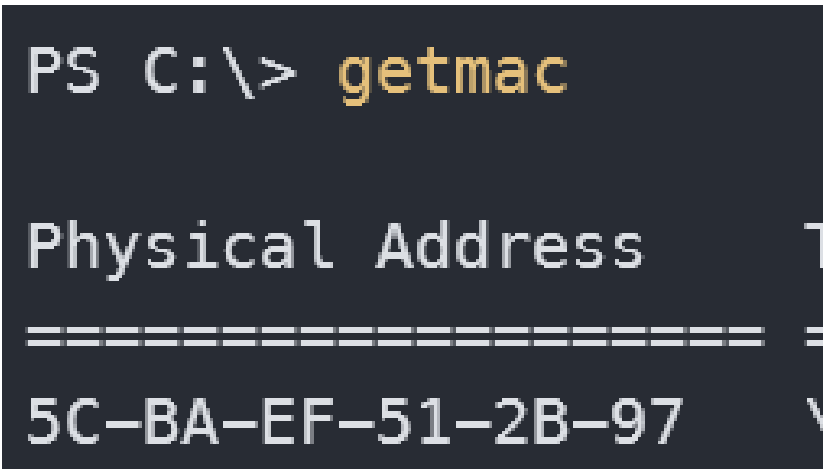 PS C:\> getmac
Physical Address
=================== =
5C-BA-EF-51-2B-97